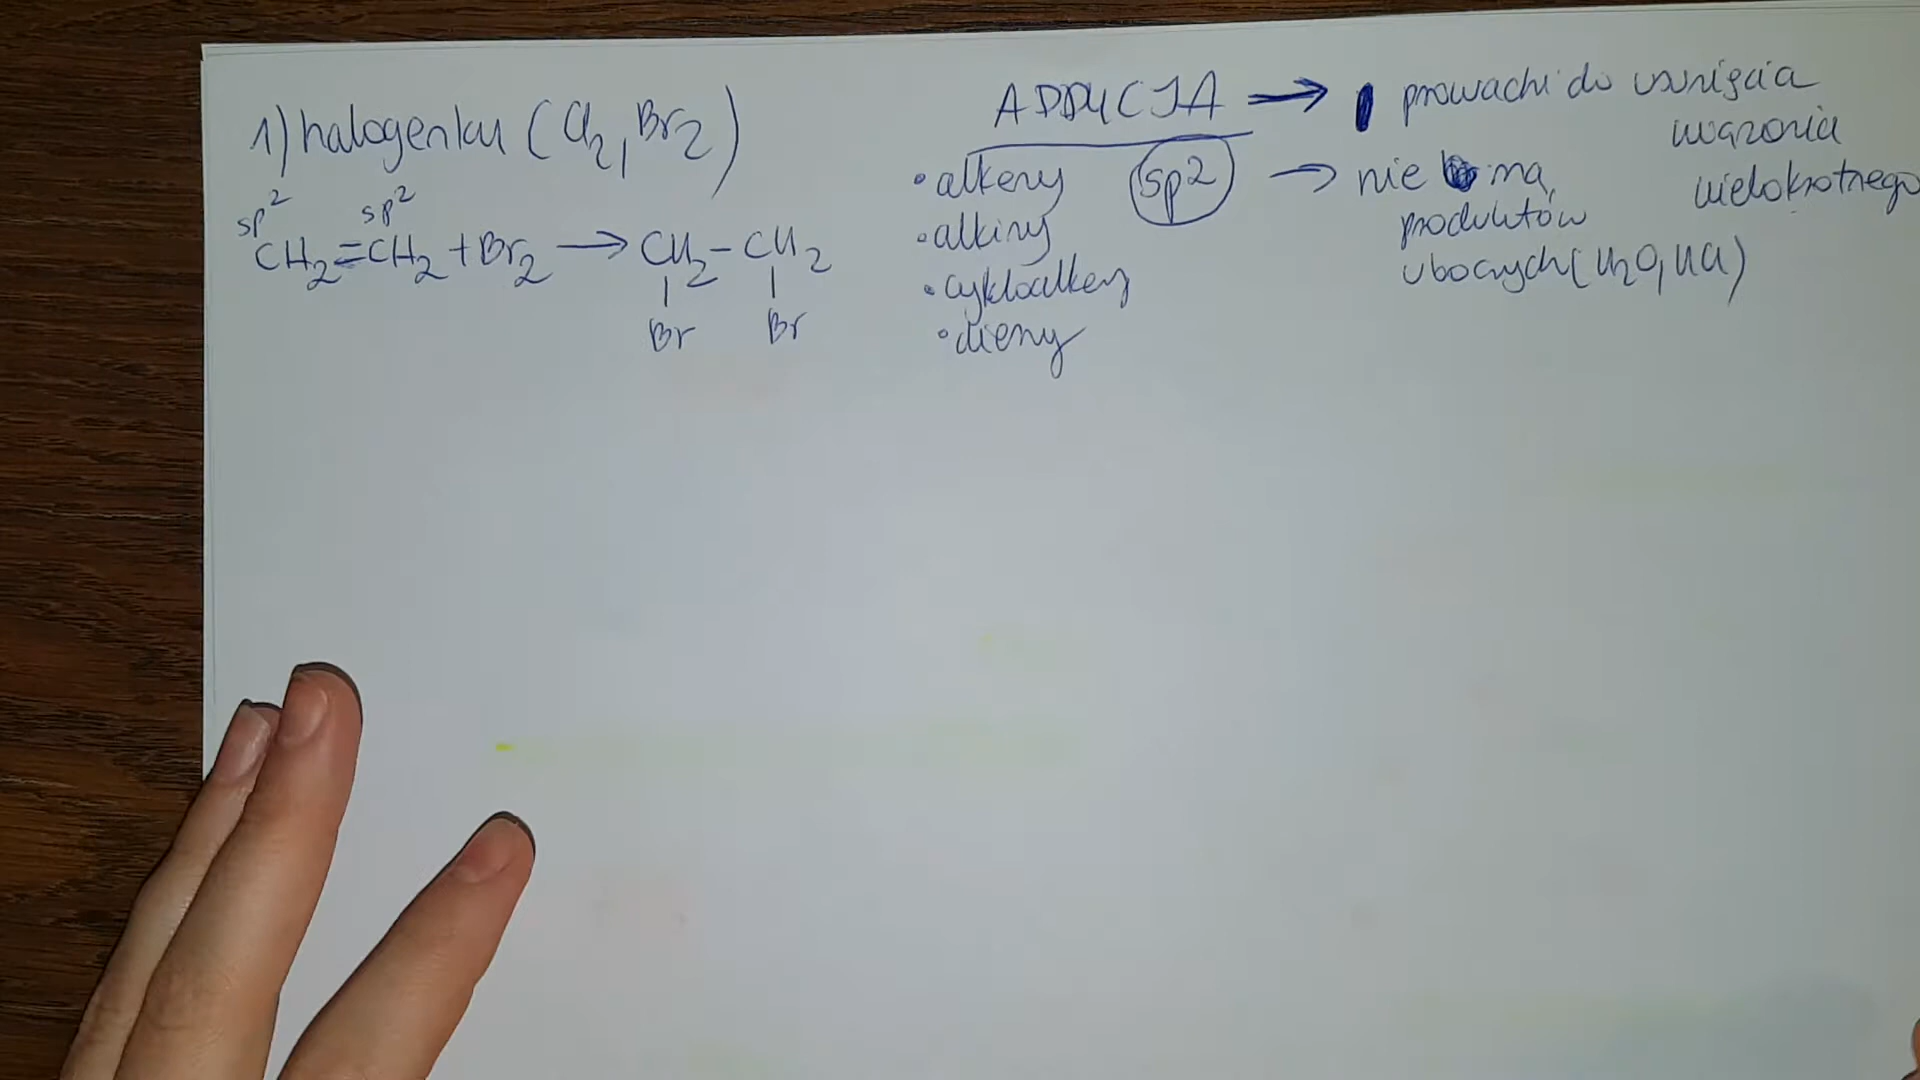 ADDYCJA → prowadzi do usunięcia
wiązania
wielokrotnego
• alkeny sp2 → nie ma
produktów
ubocznych (H2O, HCl)
• alkiny
• cykloalkeny
• dieny
1) halogenku (Cl2, Br2)
sp2 sp2
CH2=CH2 + Br2 → CH2 - CH2
| |
Br Br